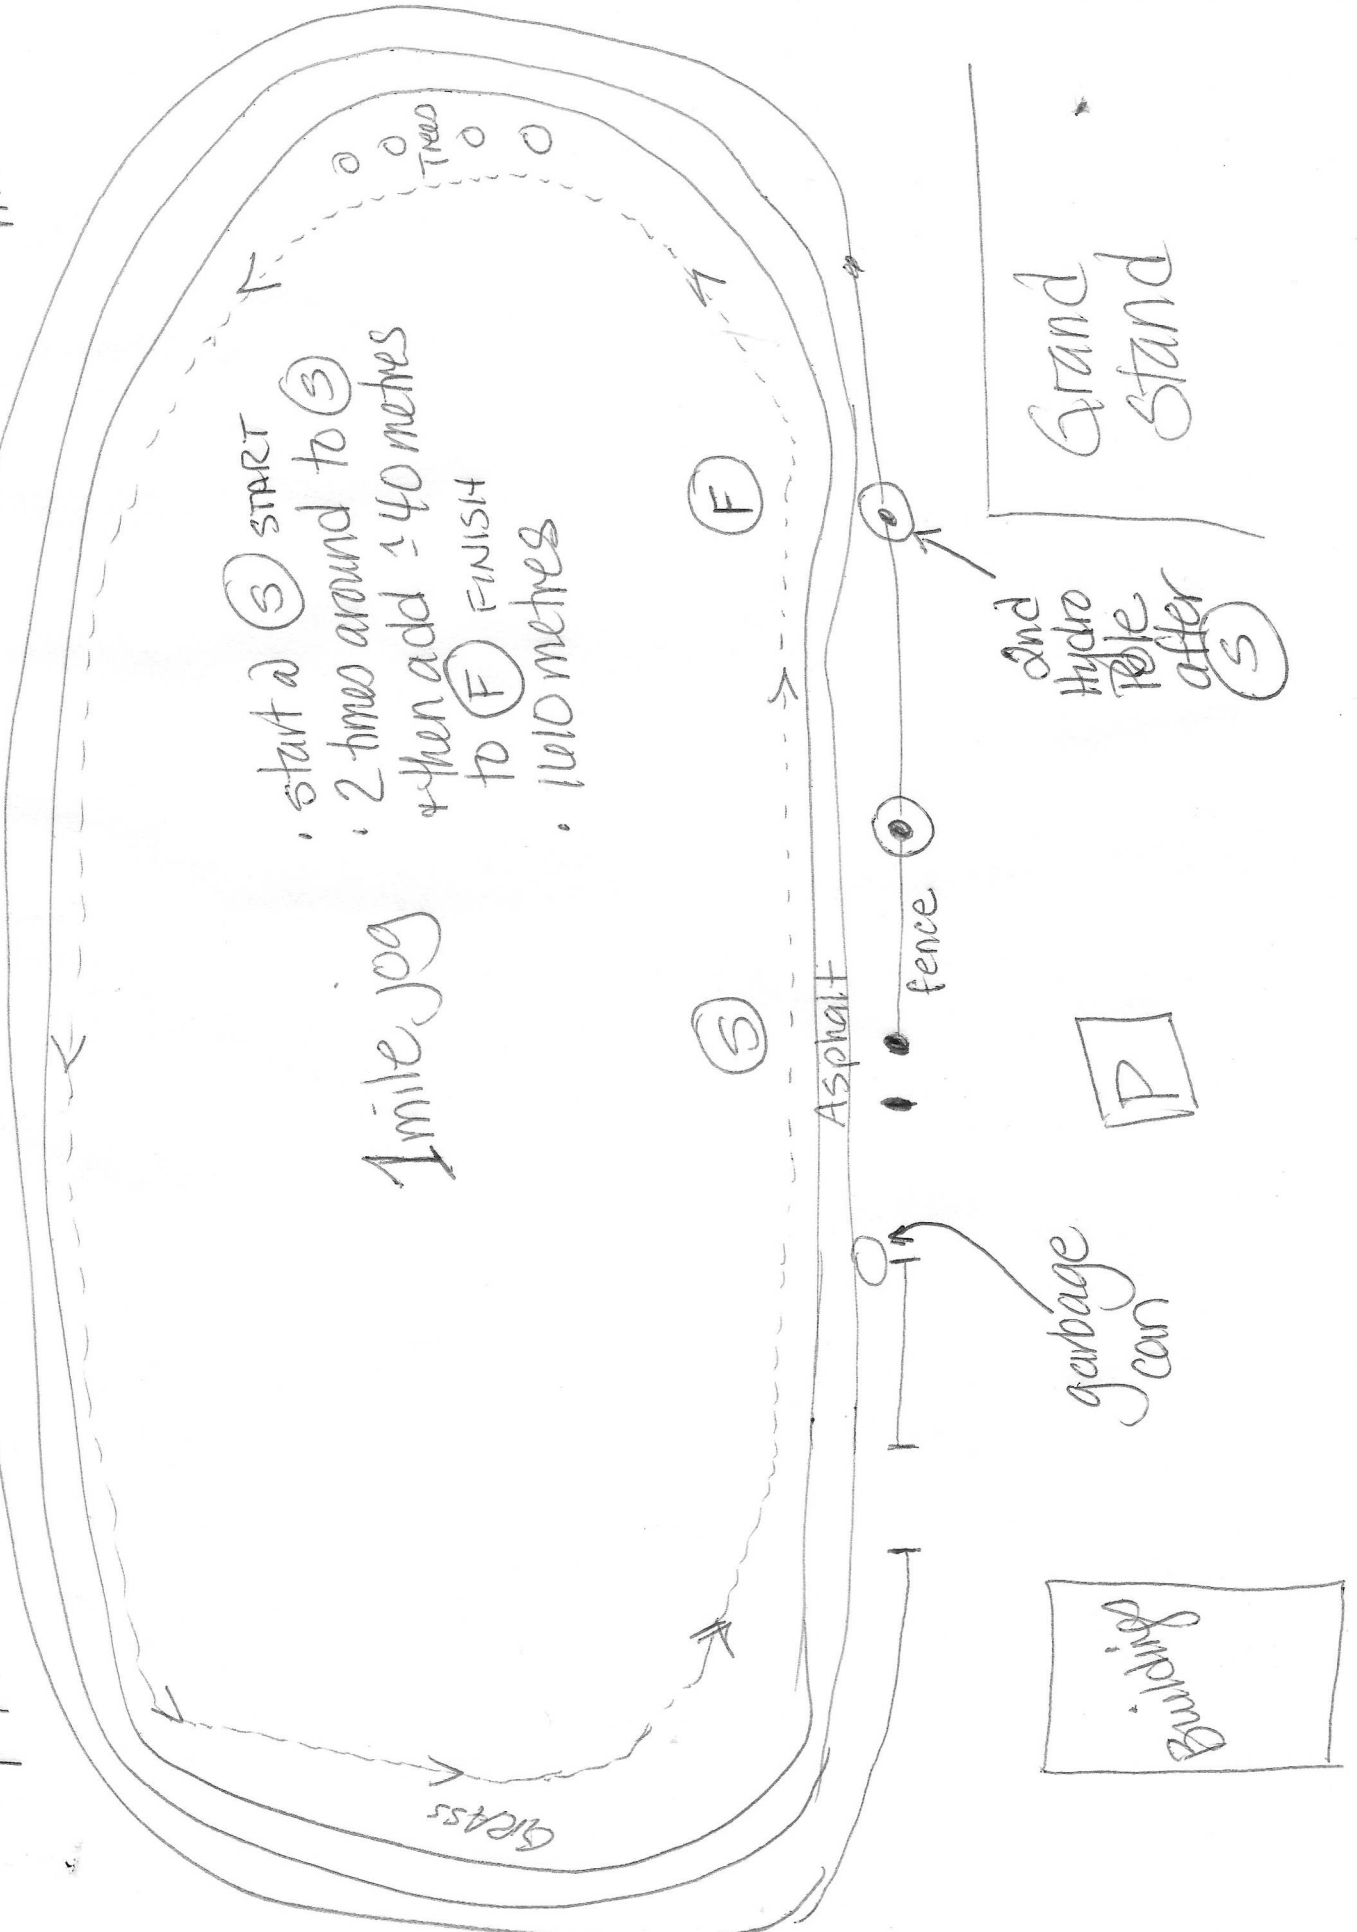 1 mile jog
· start @ S START
· 2 times around to S
+ then add ≃ 40 metres
to F FINISH
· 1610 metres
Trees
S
F
GRASS
Asphalt
fence
Building
garbage
can
P
2nd
Hydro
Pole
after
S
Grand
Stand